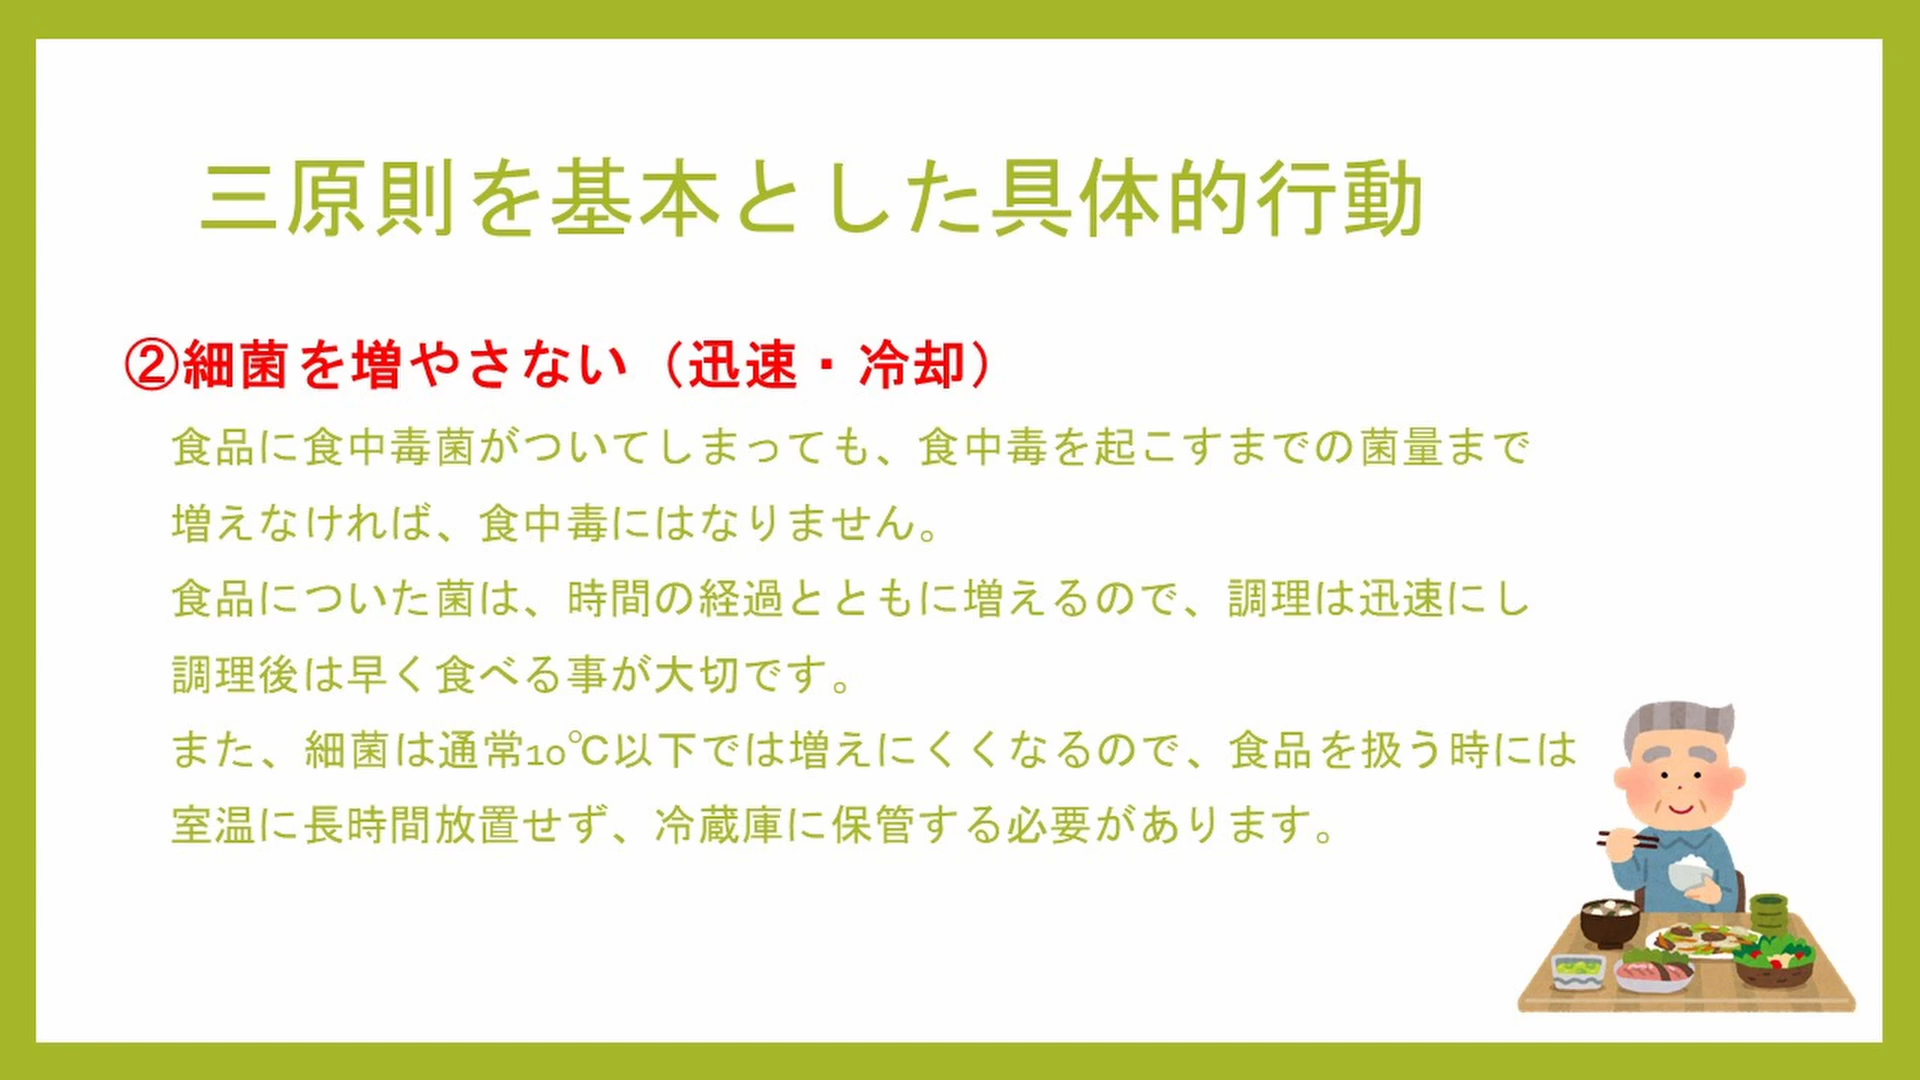 三原則を基本とした具体的行動
②細菌を増やさない（迅速・冷却）
食品に食中毒菌がついてしまっても、食中毒を起こすまでの菌量まで
増えなければ、食中毒にはなりません。
食品についた菌は、時間の経過とともに増えるので、調理は迅速にし
調理後は早く食べる事が大切です。
また、細菌は通常10℃以下では増えにくくなるので、食品を扱う時には
室温に長時間放置せず、冷蔵庫に保管する必要があります。